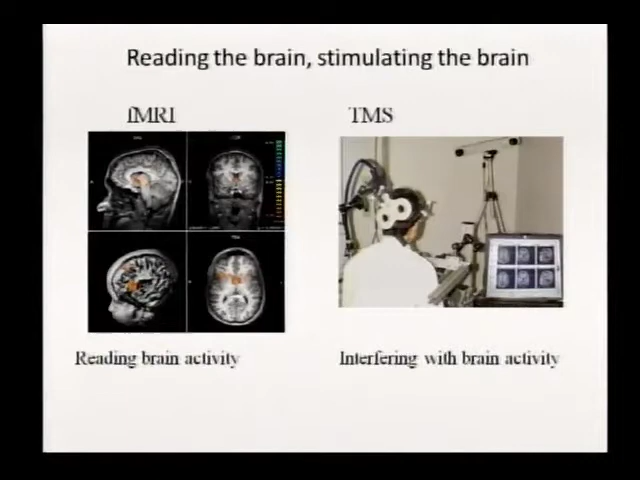 Reading the brain, stimulating the brain
fMRI
TMS
Reading brain activity
Interfering with brain activity